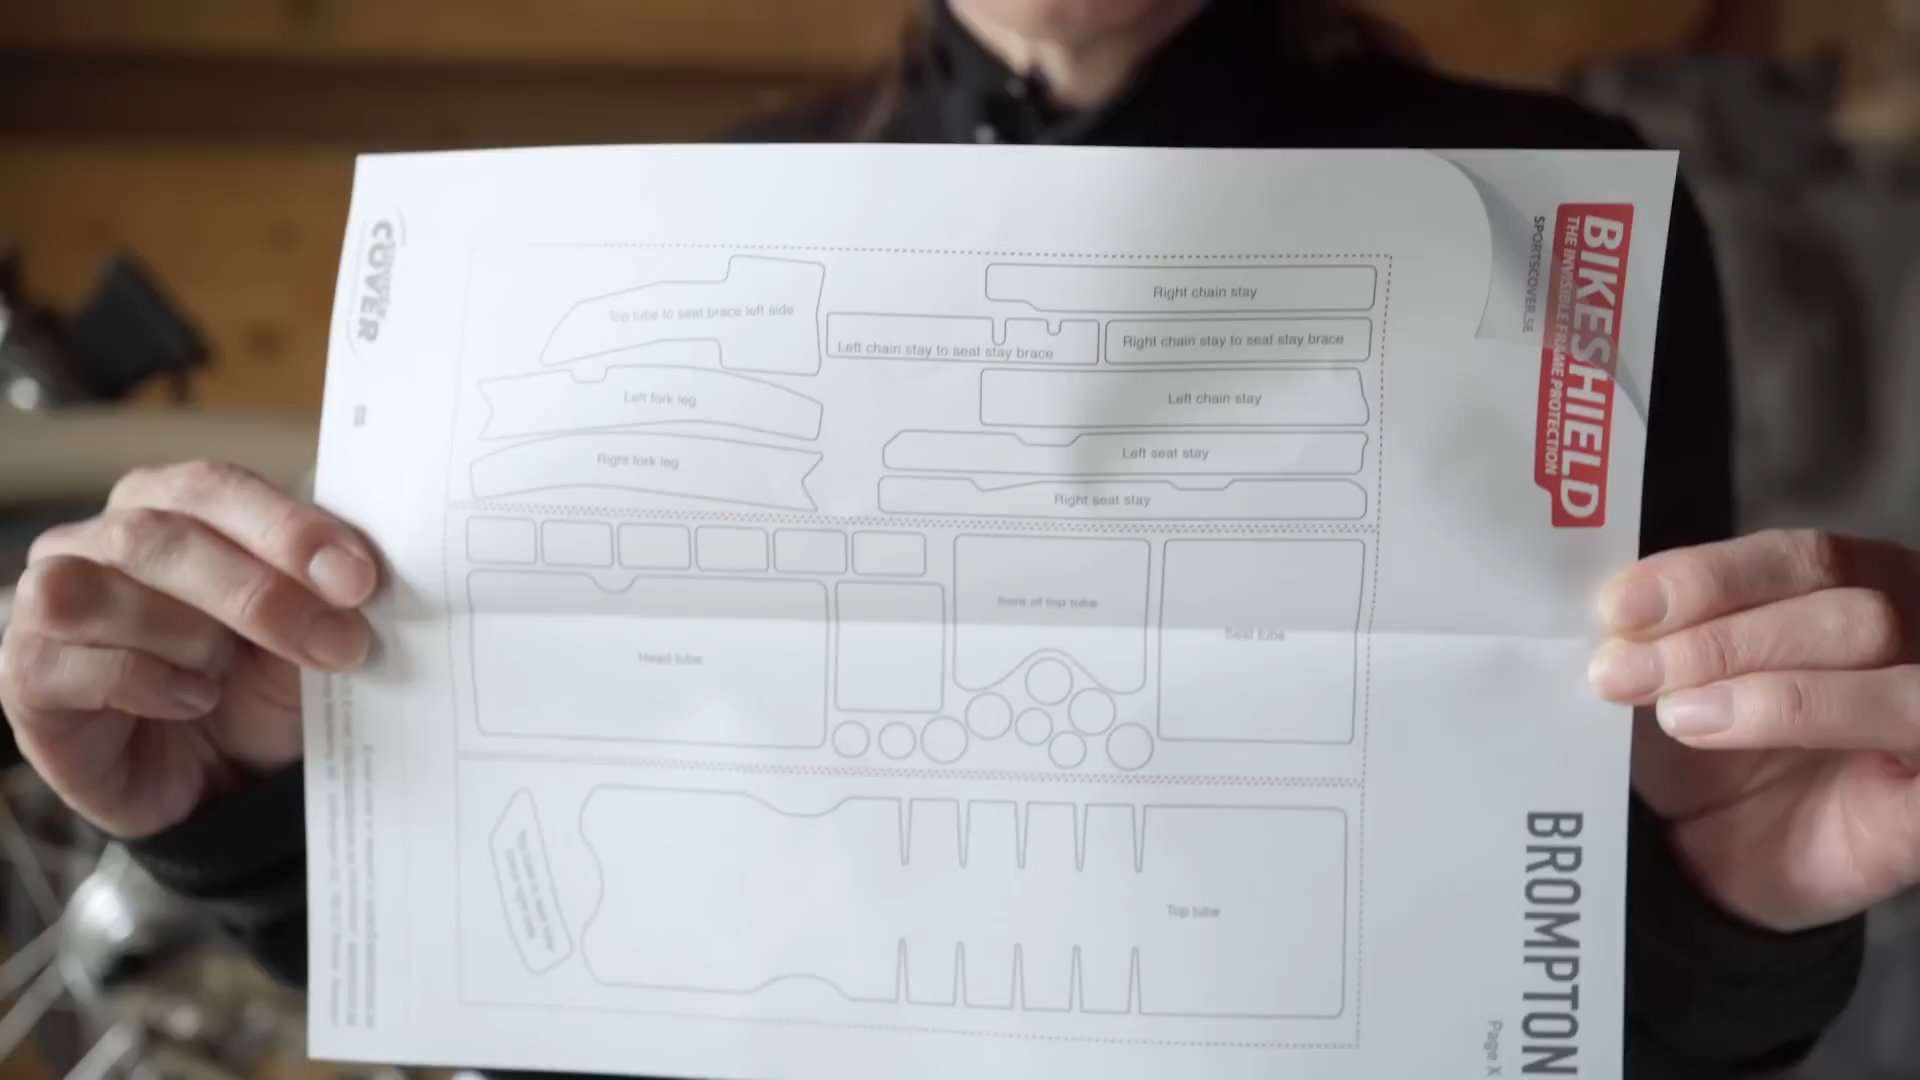 BIKESHIELD
THE INVISIBLE FRAME PROTECTION
SPORTSCOVER.SE
BROMPTON
Page X
COVER
Top tube to seat brace left side
Right chain stay
Left chain stay to seat stay brace
Right chain stay to seat stay brace
Left fork leg
Left chain stay
Right fork leg
Left seat stay
Right seat stay
front of top tube
Head tube
Seat tube
Top tube